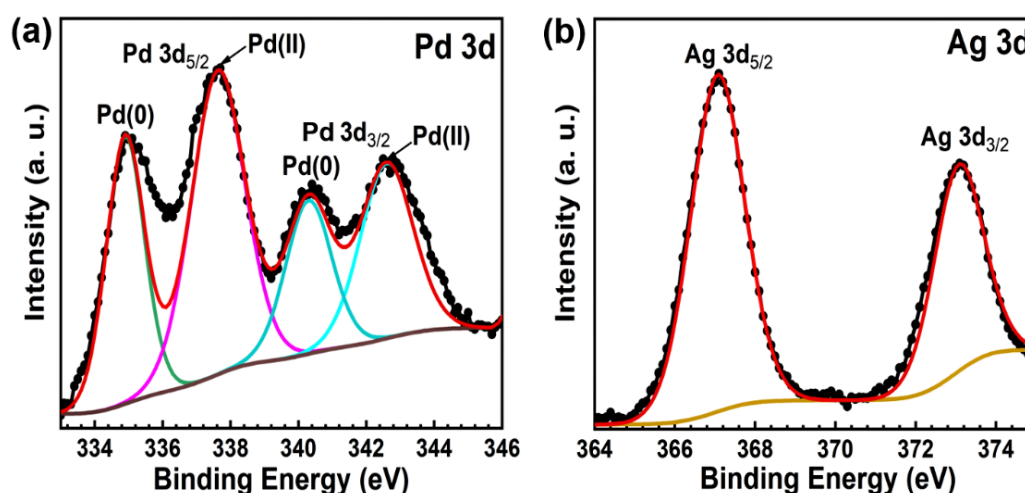 (a)
Pd 3d
Pd(II)
Pd 3d5/2
Pd(0)
Pd 3d3/2
Pd(II)
Pd(0)
Intensity (a. u.)
334 336 338 340 342 344 346
Binding Energy (eV)
(b)
Ag 3d
Ag 3d5/2
Ag 3d3/2
Intensity (a. u.)
364 366 368 370 372 374
Binding Energy (eV)